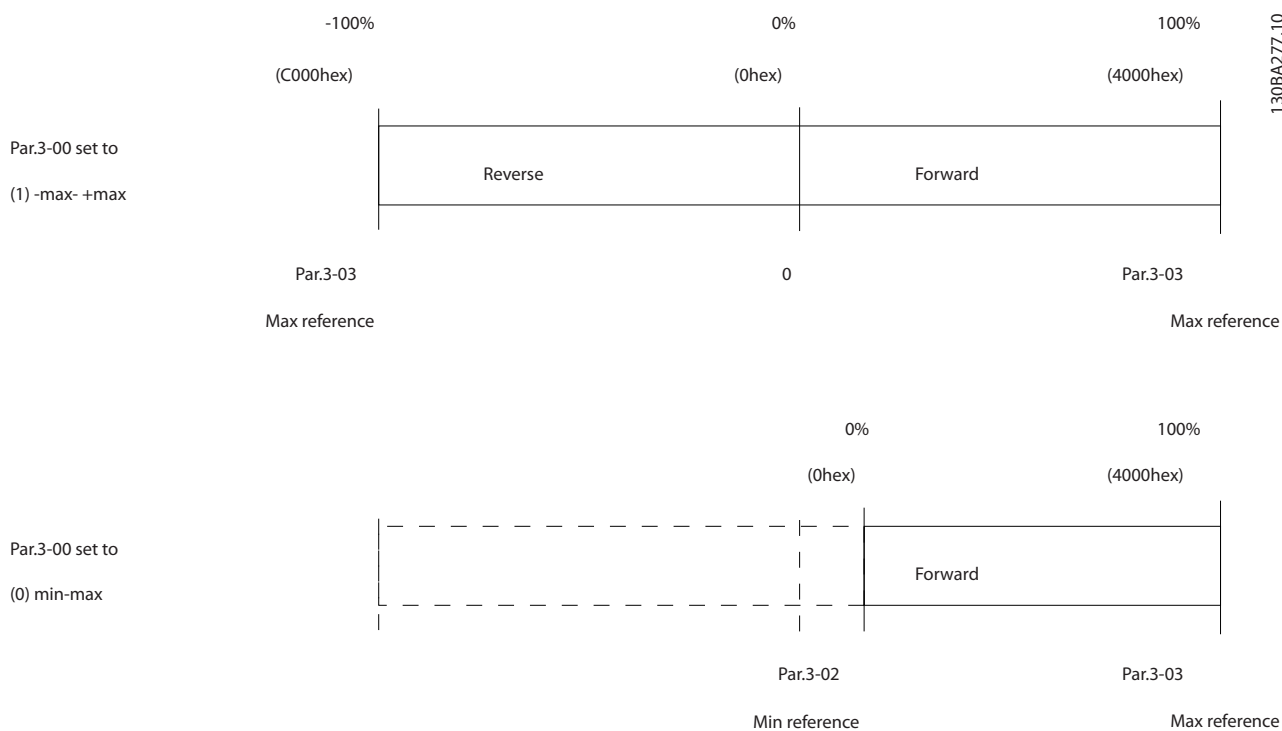 -100% 0% 100%
(C000hex) (0hex) (4000hex)
130BA277.10
Par.3-00 set to
(1) -max- +max
Reverse Forward
Par.3-03 0 Par.3-03
Max reference Max reference
0% 100%
(0hex) (4000hex)
Par.3-00 set to
(0) min-max
Forward
Par.3-02 Par.3-03
Min reference Max reference